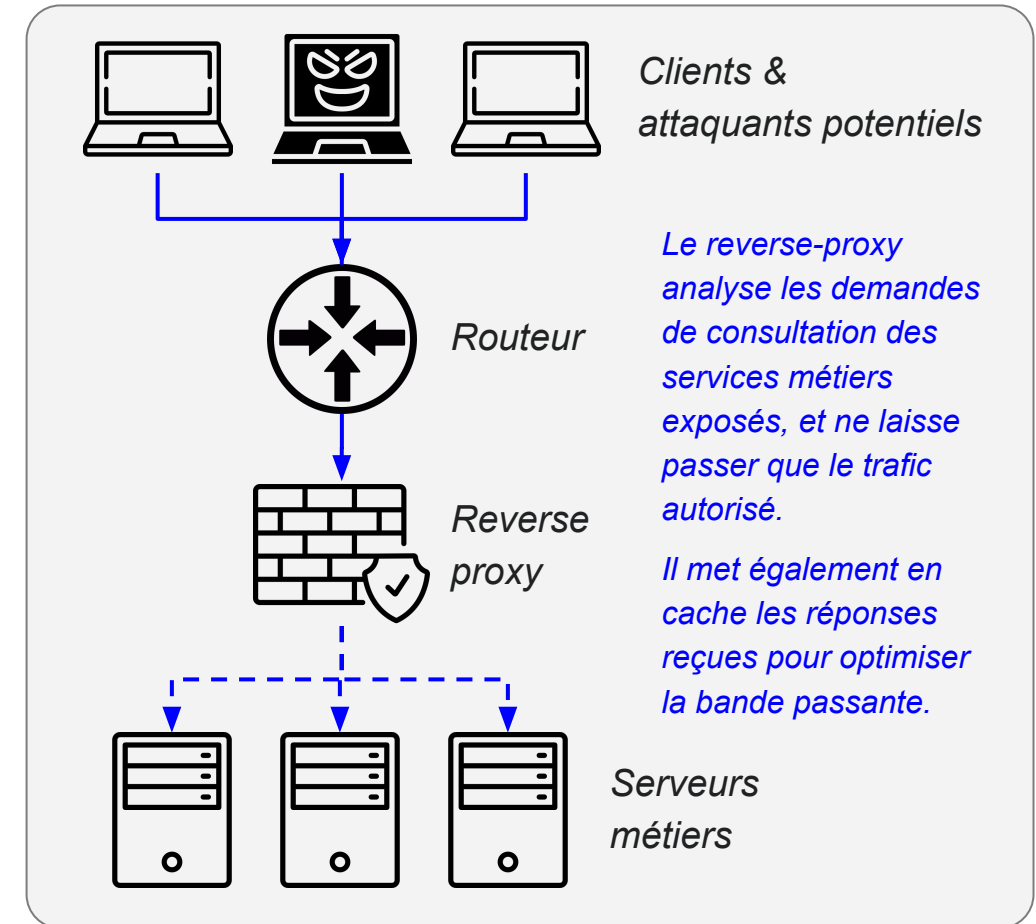 Clients &
attaquants potentiels
Le reverse-proxy
analyse les demandes
de consultation des
services métiers
exposés, et ne laisse
passer que le trafic
autorisé.
Routeur
Il met également en
cache les réponses
reçues pour optimiser
la bande passante.
Reverse
proxy
Serveurs
métiers